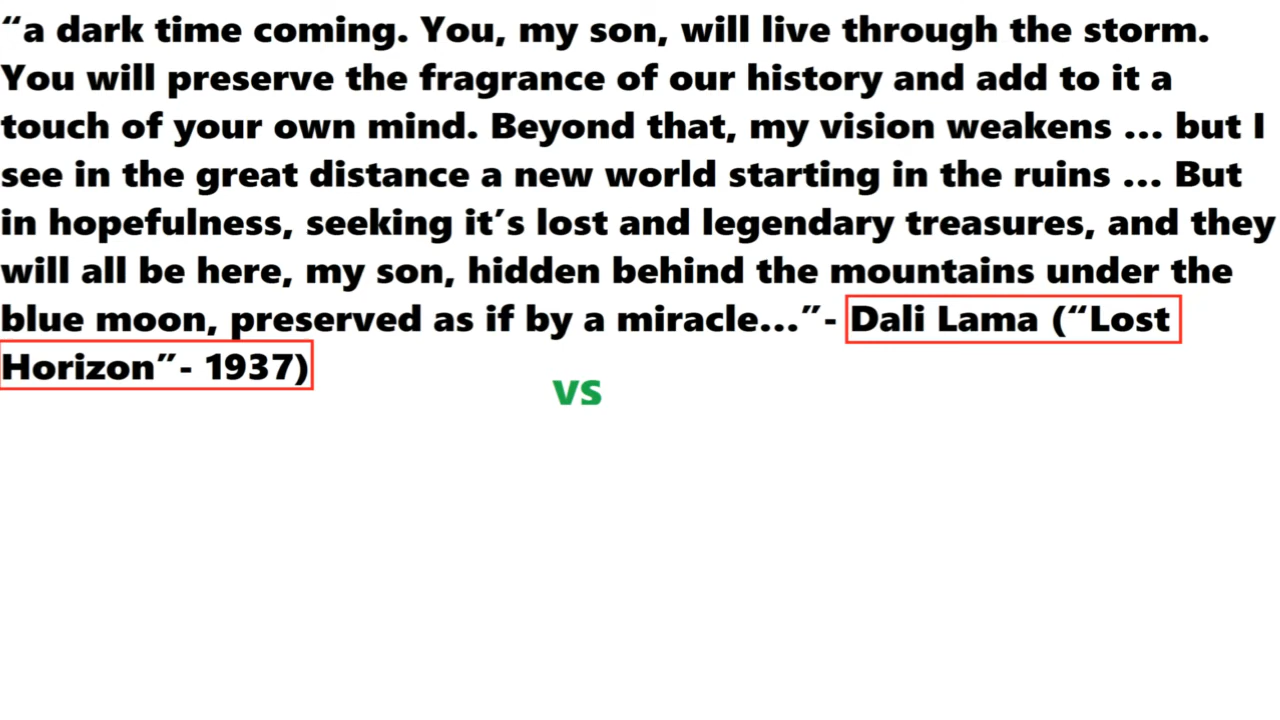 “a dark time coming. You, my son, will live through the storm.
You will preserve the fragrance of our history and add to it a
touch of your own mind. Beyond that, my vision weakens ... but I
see in the great distance a new world starting in the ruins ... But
in hopefulness, seeking it’s lost and legendary treasures, and they
will all be here, my son, hidden behind the mountains under the
blue moon, preserved as if by a miracle...”- Dali Lama (“Lost
Horizon”- 1937)
vs